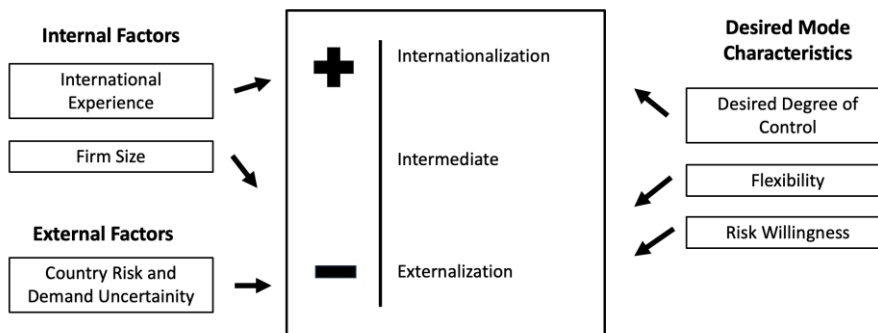 Internal Factors
International
Experience
Firm Size
External Factors
Country Risk and
Demand Uncertainity
Internationalization
Intermediate
Externalization
Desired Mode
Characteristics
Desired Degree of
Control
Flexibility
Risk Willingness